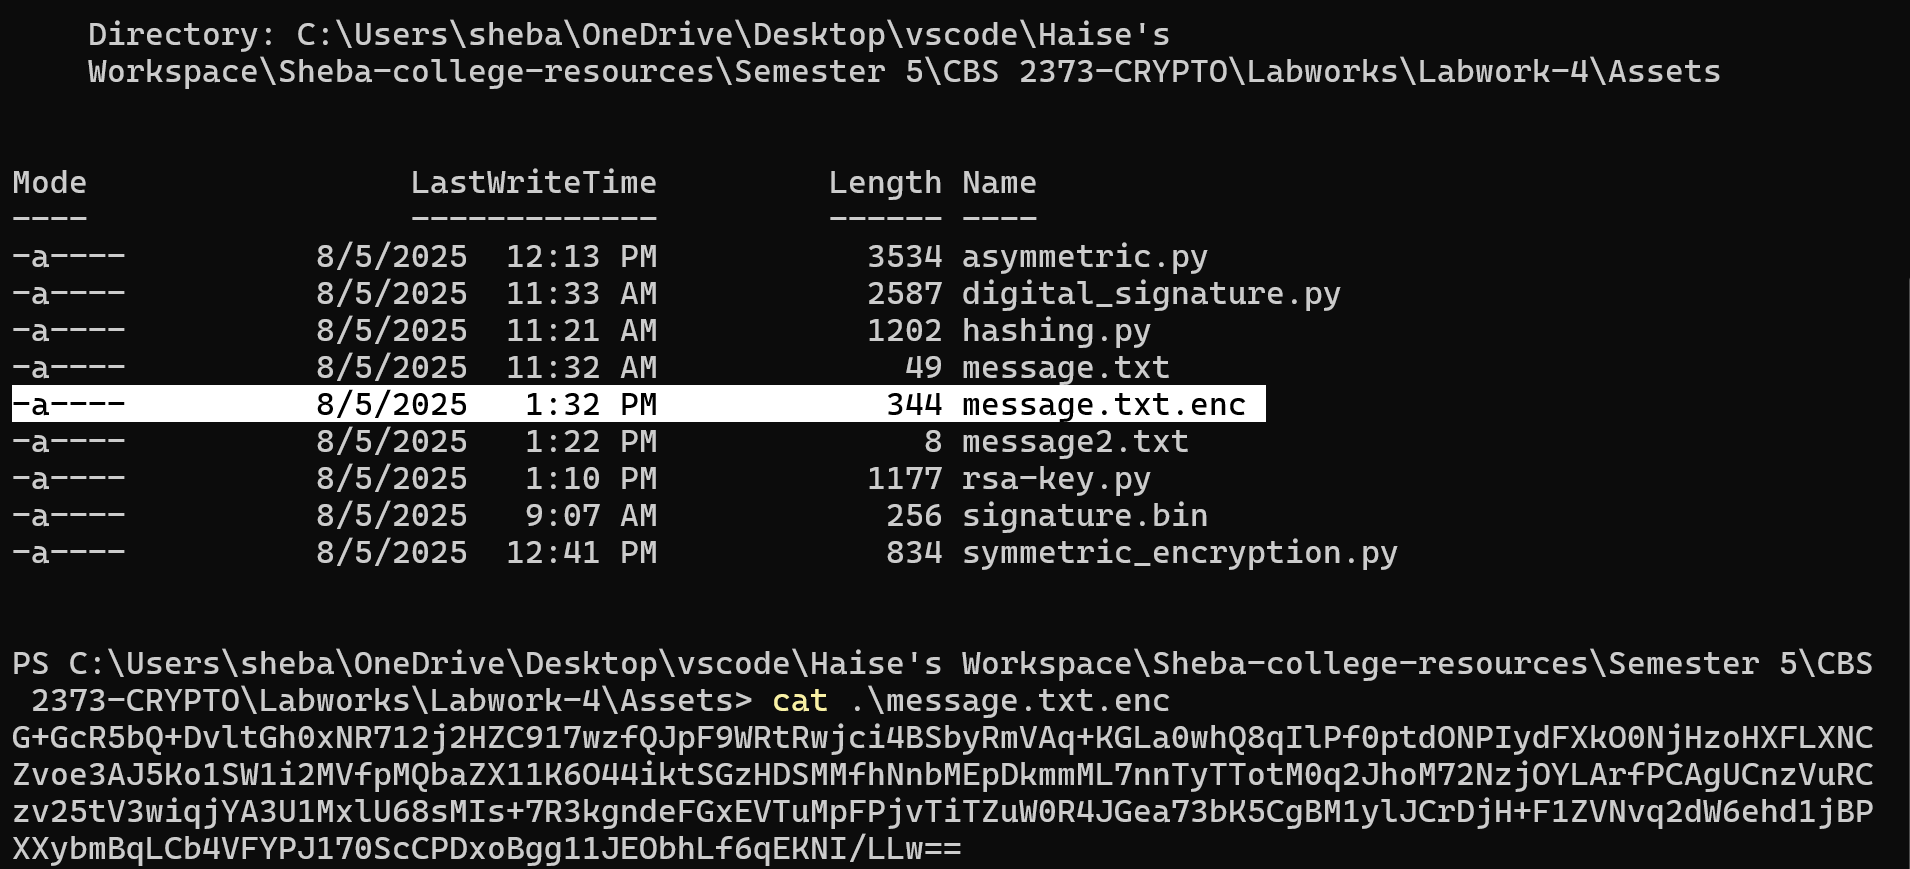 Directory: C:\Users\sheba\OneDrive\Desktop\vscode\Haise's
Workspace\Sheba-college-resources\Semester 5\CBS 2373-CRYPTO\Labworks\Labwork-4\Assets
Mode LastWriteTime Length Name
---- ------------- ------ ----
-a---- 8/5/2025 12:13 PM 3534 asymmetric.py
-a---- 8/5/2025 11:33 AM 2587 digital_signature.py
-a---- 8/5/2025 11:21 AM 1202 hashing.py
-a---- 8/5/2025 11:32 AM 49 message.txt
-a---- 8/5/2025 1:32 PM 344 message.txt.enc
-a---- 8/5/2025 1:22 PM 8 message2.txt
-a---- 8/5/2025 1:10 PM 1177 rsa-key.py
-a---- 8/5/2025 9:07 AM 256 signature.bin
-a---- 8/5/2025 12:41 PM 834 symmetric_encryption.py
PS C:\Users\sheba\OneDrive\Desktop\vscode\Haise's Workspace\Sheba-college-resources\Semester 5\CBS
2373-CRYPTO\Labworks\Labwork-4\Assets> cat .\message.txt.enc
G+GcR5bQ+DvltGh0xNR712j2HZC917wzfQJpF9WRtRwjci4BSbyRmVAq+KGLa0whQ8qIlPf0ptdONPIydFXkO0NjHzoHXFLXNC
Zvoe3AJ5Ko1SW1i2MVfpMQbaZX11K6O44iktSGzHDSMMfhNnbMEpDkmmML7nnTyTTotM0q2JhoM72NzjOYLArfPCAgUCnzVuRC
zv25tV3wiqjYA3U1MxlU68sMIs+7R3kgndeFGxEVTuMpFPjvTiTZuW0R4JGea73bK5CgBM1ylJCrDjH+F1ZVNvq2dW6ehd1jBP
XXybmBqLCb4VFYPJ170ScCPDxoBgg11JEObhLf6qEKNI/LLw==